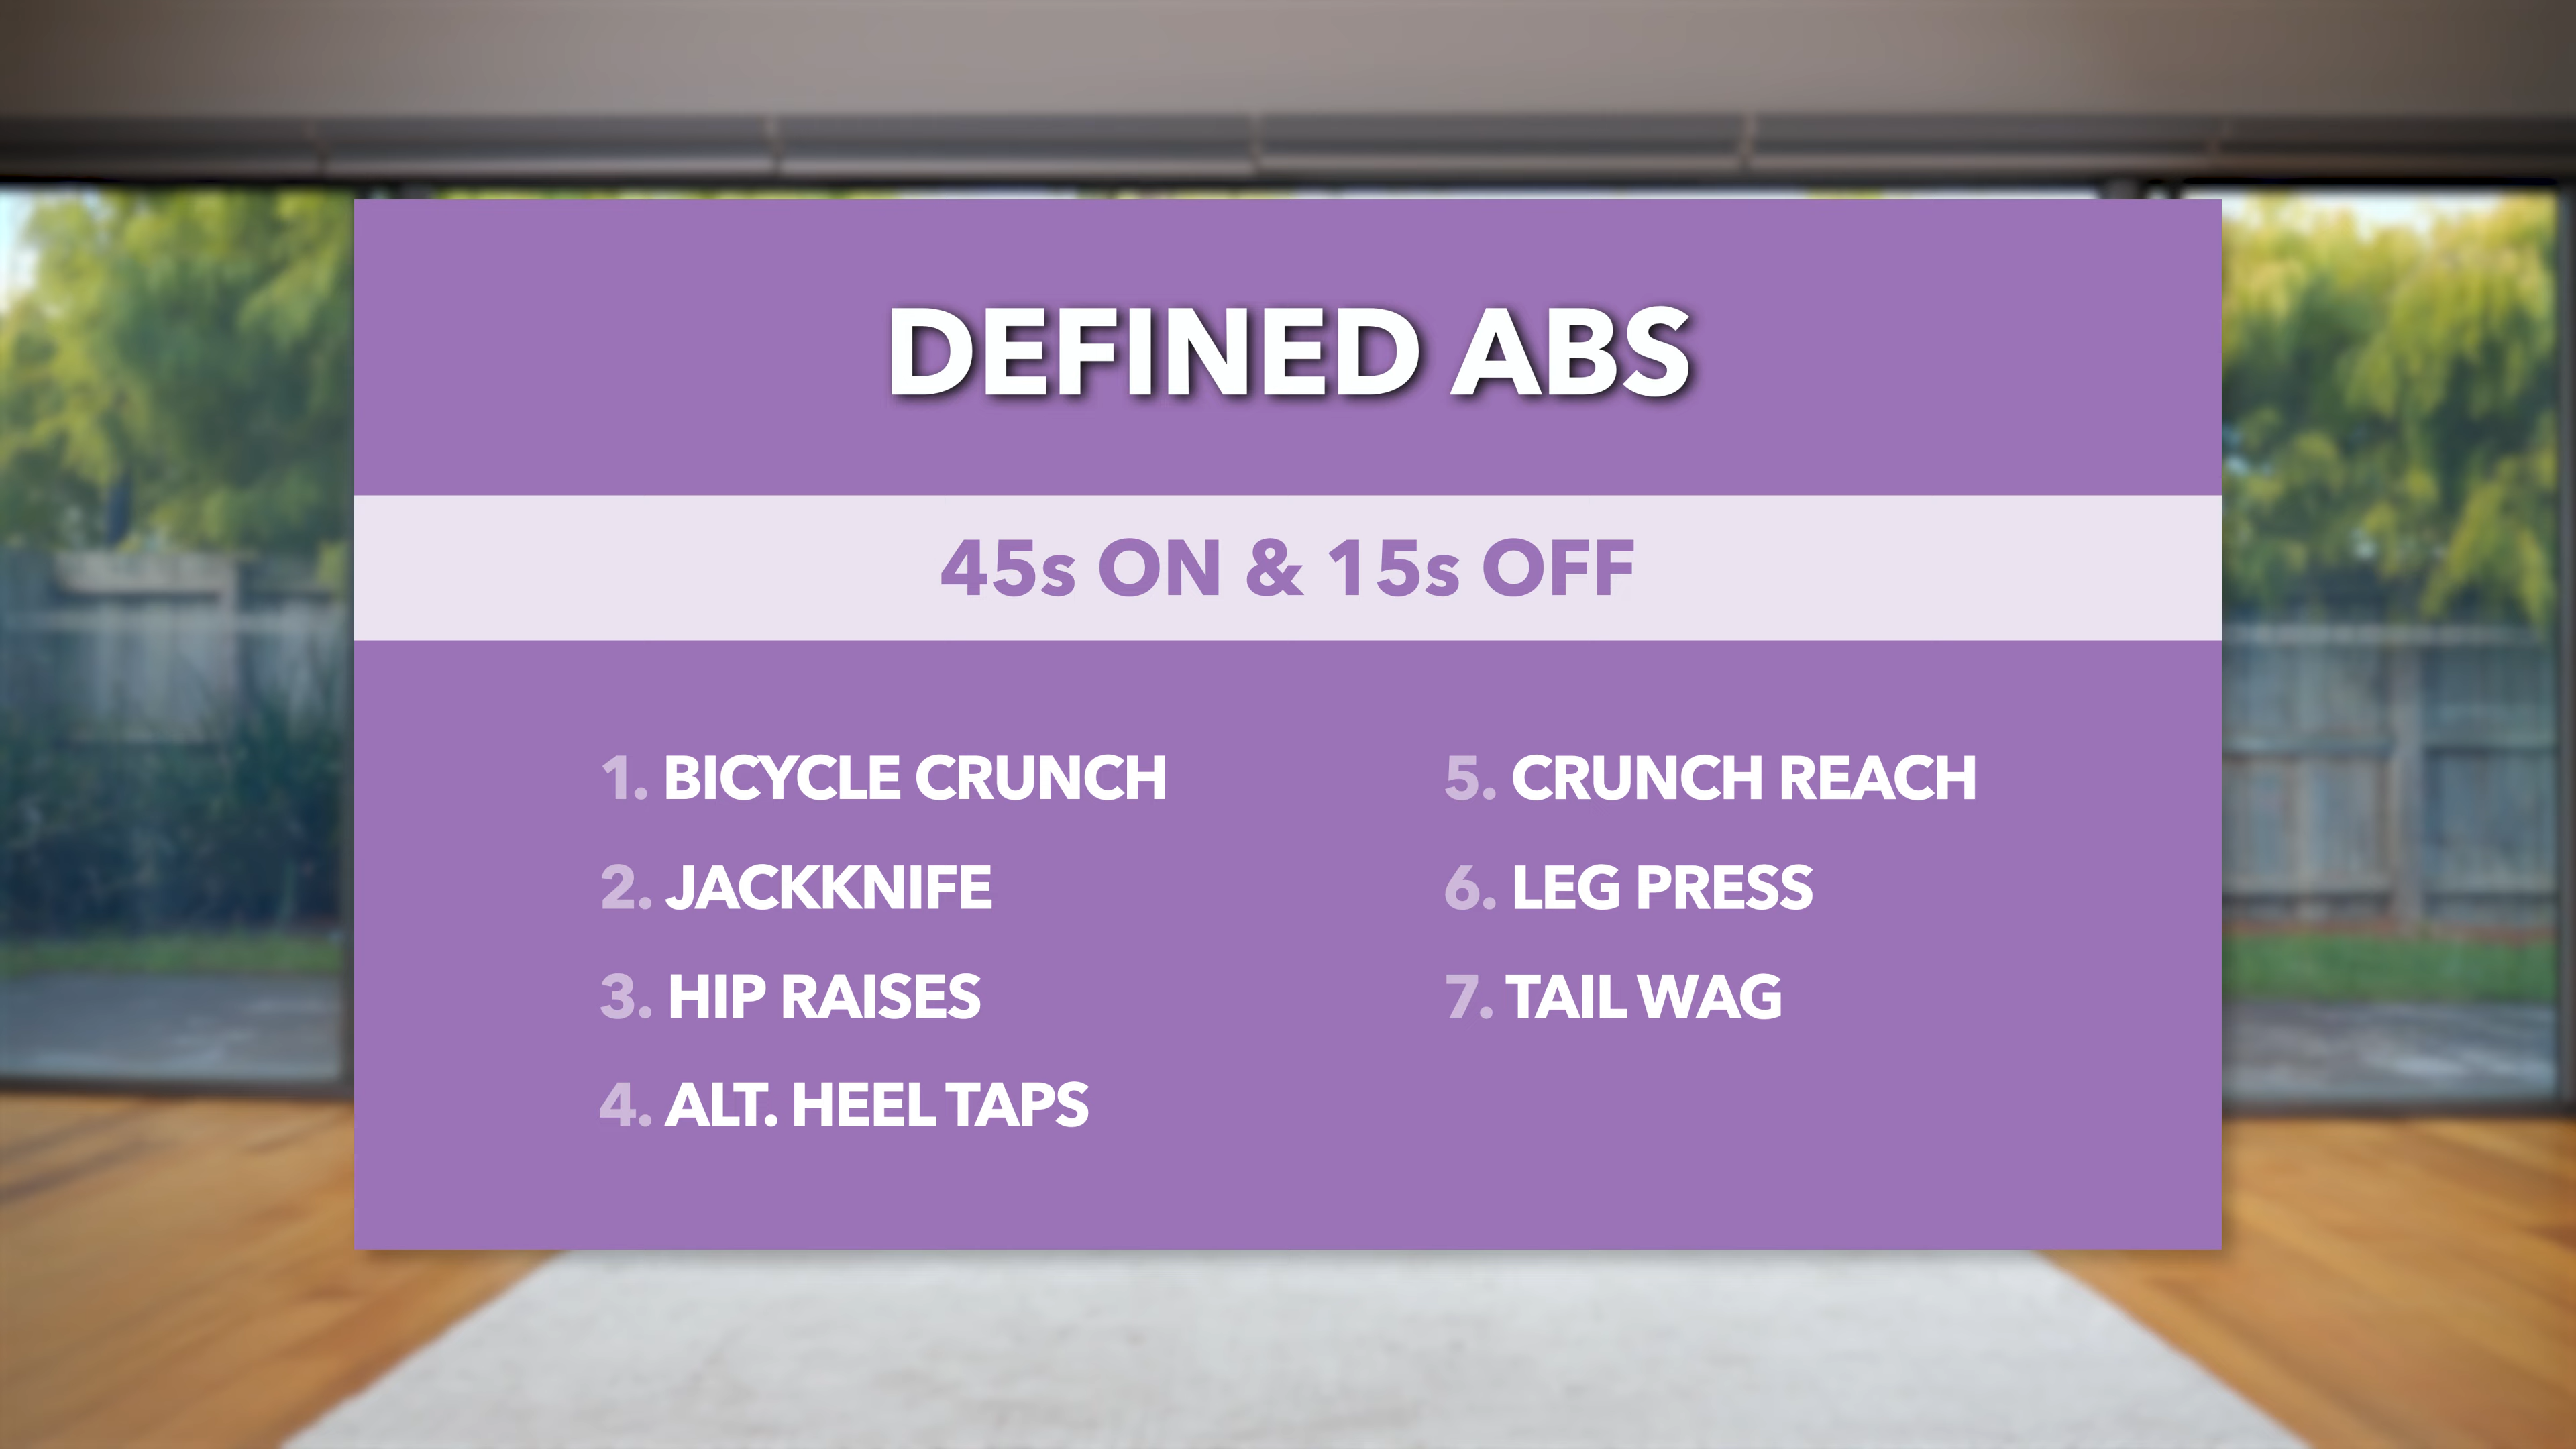 DEFINED ABS
45s ON & 15s OFF
1. BICYCLE CRUNCH
2. JACKKNIFE
3. HIP RAISES
4. ALT. HEEL TAPS
5. CRUNCH REACH
6. LEG PRESS
7. TAIL WAG